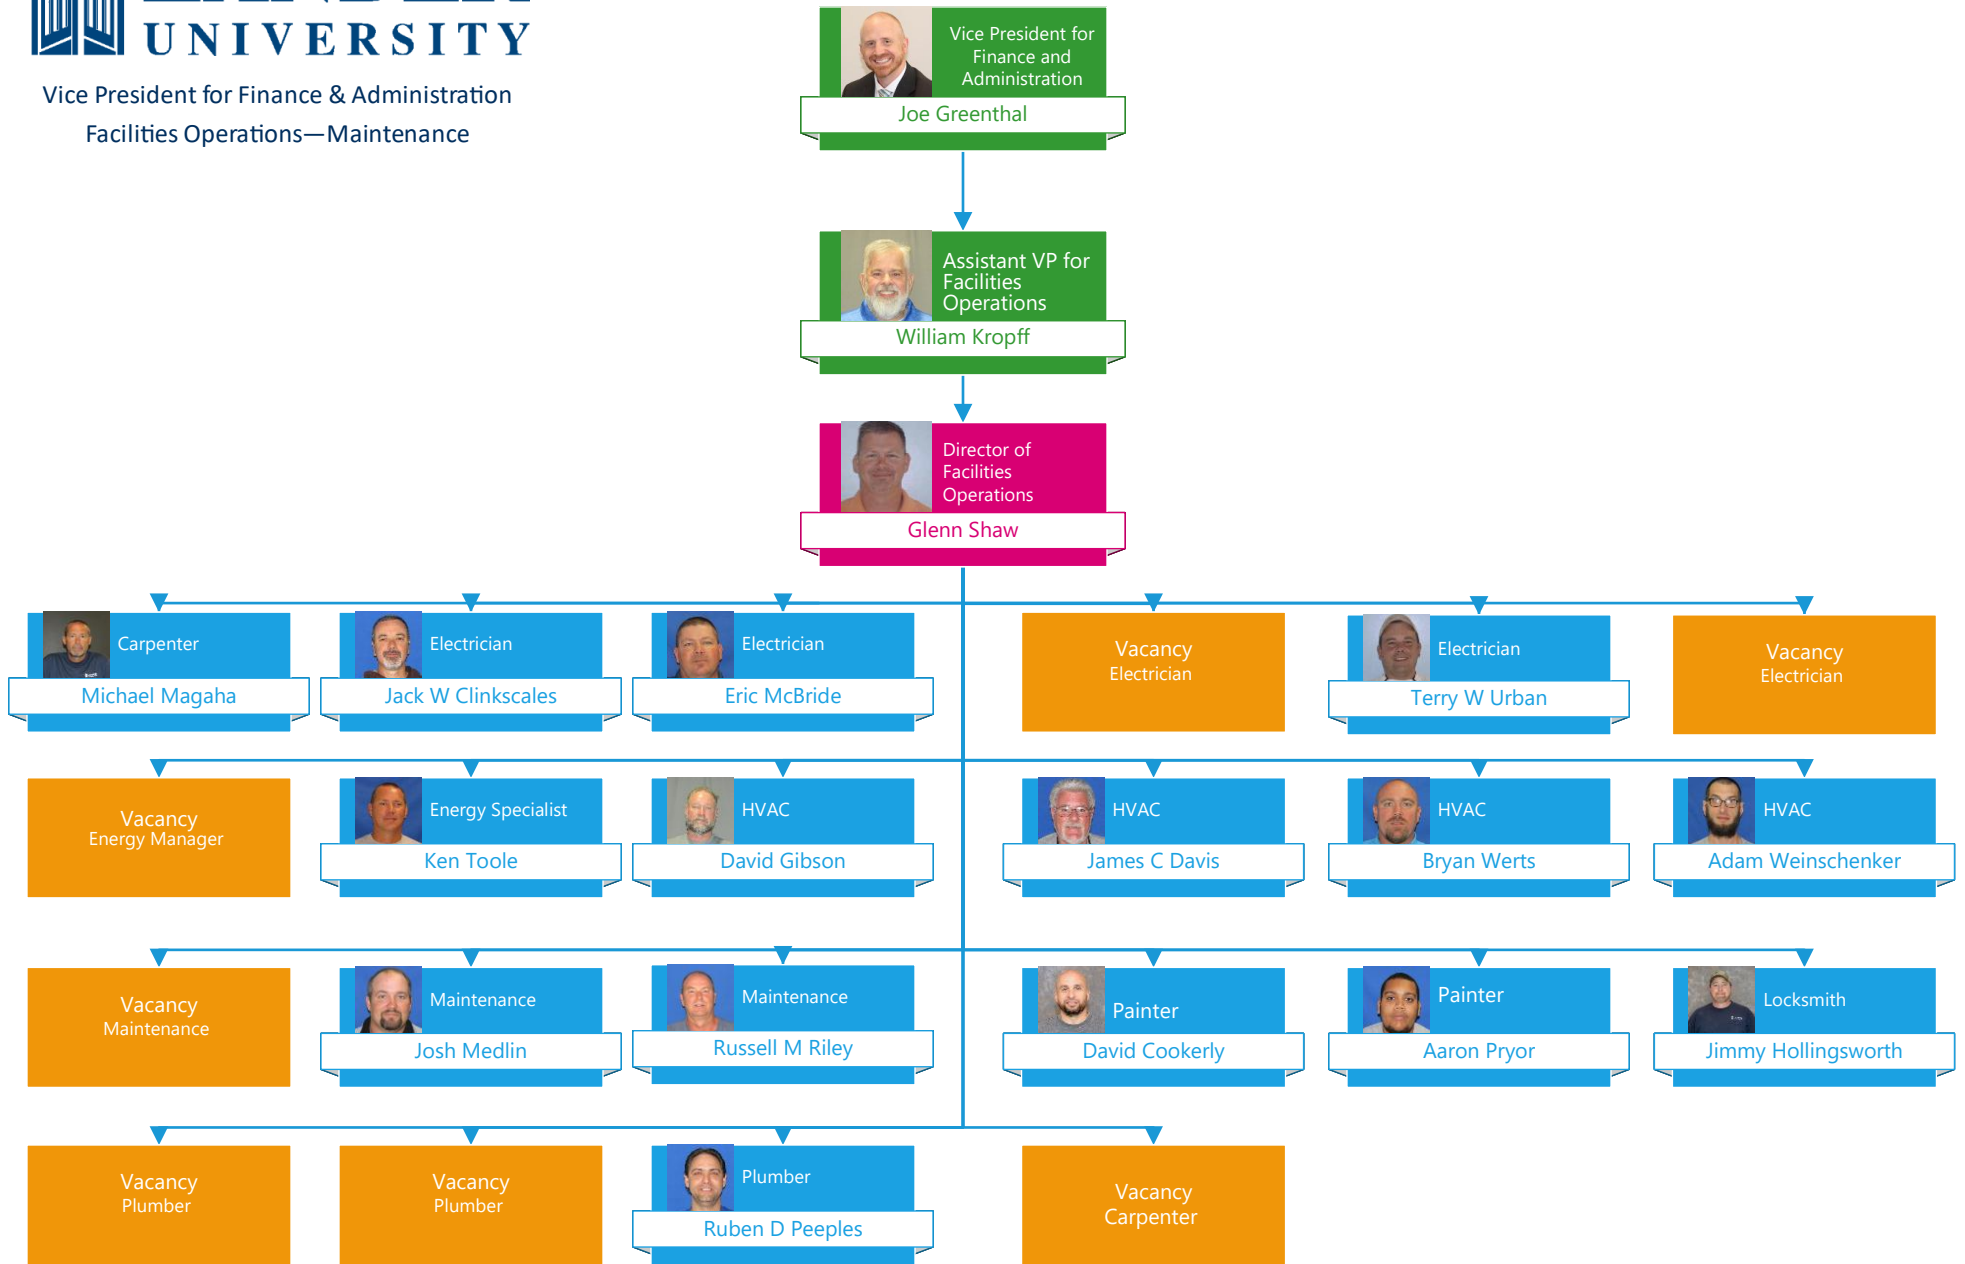 UNIVERSITY
Vice President for Finance & Administration
Facilities Operations—Maintenance
Vice President for
Finance and
Administration
Joe Greenthal
Assistant VP for
Facilities
Operations
William Kropff
Director of
Facilities
Operations
Glenn Shaw
Carpenter
Michael Magaha
Electrician
Jack W Clinkscales
Electrician
Eric McBride
Vacancy
Electrician
Electrician
Terry W Urban
Vacancy
Electrician
Vacancy
Energy Manager
Energy Specialist
Ken Toole
HVAC
David Gibson
HVAC
James C Davis
HVAC
Bryan Werts
HVAC
Adam Weinschenker
Vacancy
Maintenance
Maintenance
Josh Medlin
Maintenance
Russell M Riley
Painter
David Cookerly
Painter
Aaron Pryor
Locksmith
Jimmy Hollingsworth
Vacancy
Plumber
Vacancy
Plumber
Plumber
Ruben D Peeples
Vacancy
Carpenter